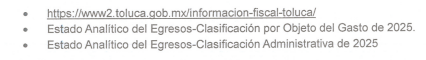 • https://www2.toluca.gob.mx/informacion-fiscal-toluca/
• Estado Analítico del Egresos-Clasificación por Objeto del Gasto de 2025.
• Estado Analítico del Egresos-Clasificación Administrativa de 2025